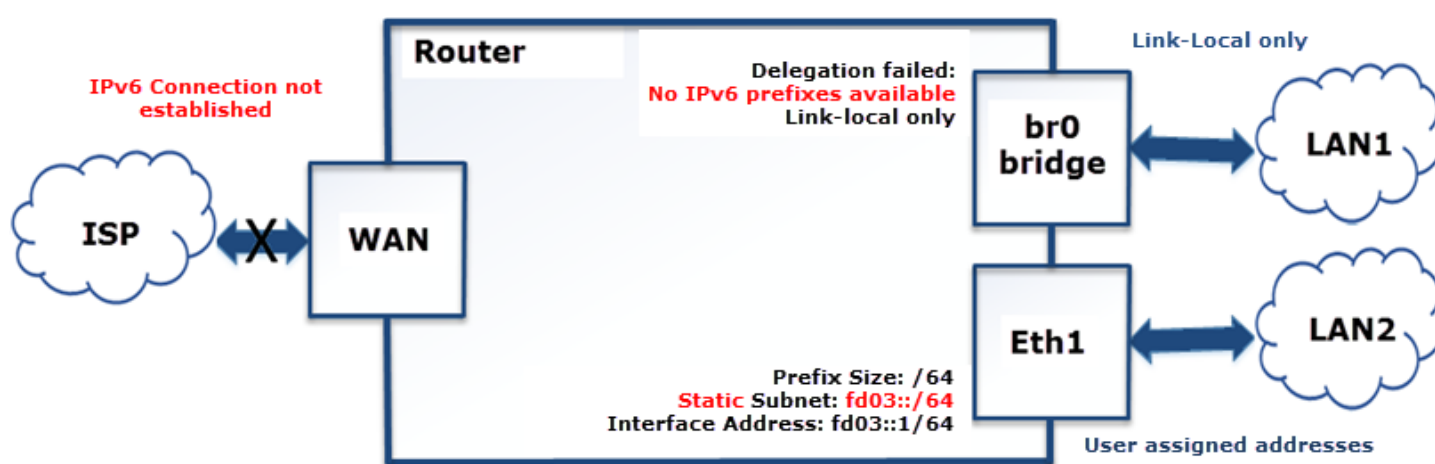 Router
Link-Local only
IPv6 Connection not
established
Delegation failed:
No IPv6 prefixes available
Link-local only
br0
bridge
LAN1
ISP
X
WAN
Eth1
LAN2
Prefix Size: /64
Static Subnet: fd03::/64
Interface Address: fd03::1/64
User assigned addresses